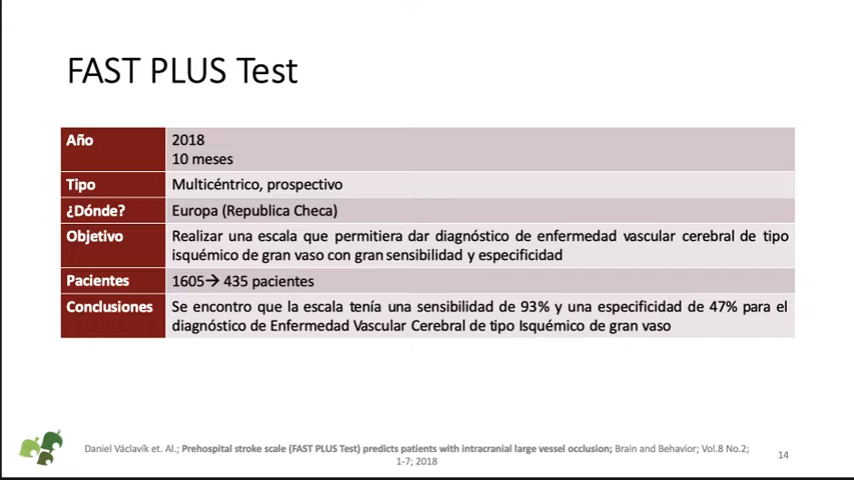 FAST PLUS Test
Año 2018
10 meses
Tipo Multicéntrico, prospectivo
¿Dónde? Europa (Republica Checa)
Objetivo Realizar una escala que permitiera dar diagnóstico de enfermedad vascular cerebral de tipo
isquémico de gran vaso con gran sensibilidad y especificidad
Pacientes 1605→ 435 pacientes
Conclusiones Se encontro que la escala tenía una sensibilidad de 93% y una especificidad de 47% para el
diagnóstico de Enfermedad Vascular Cerebral de tipo Isquémico de gran vaso
Daniel Václavík et. Al.; Prehospital stroke scale (FAST PLUS Test) predicts patients with intracranial large vessel occlusion; Brain and Behavior; Vol.8 No.2;
1-7; 2018
14